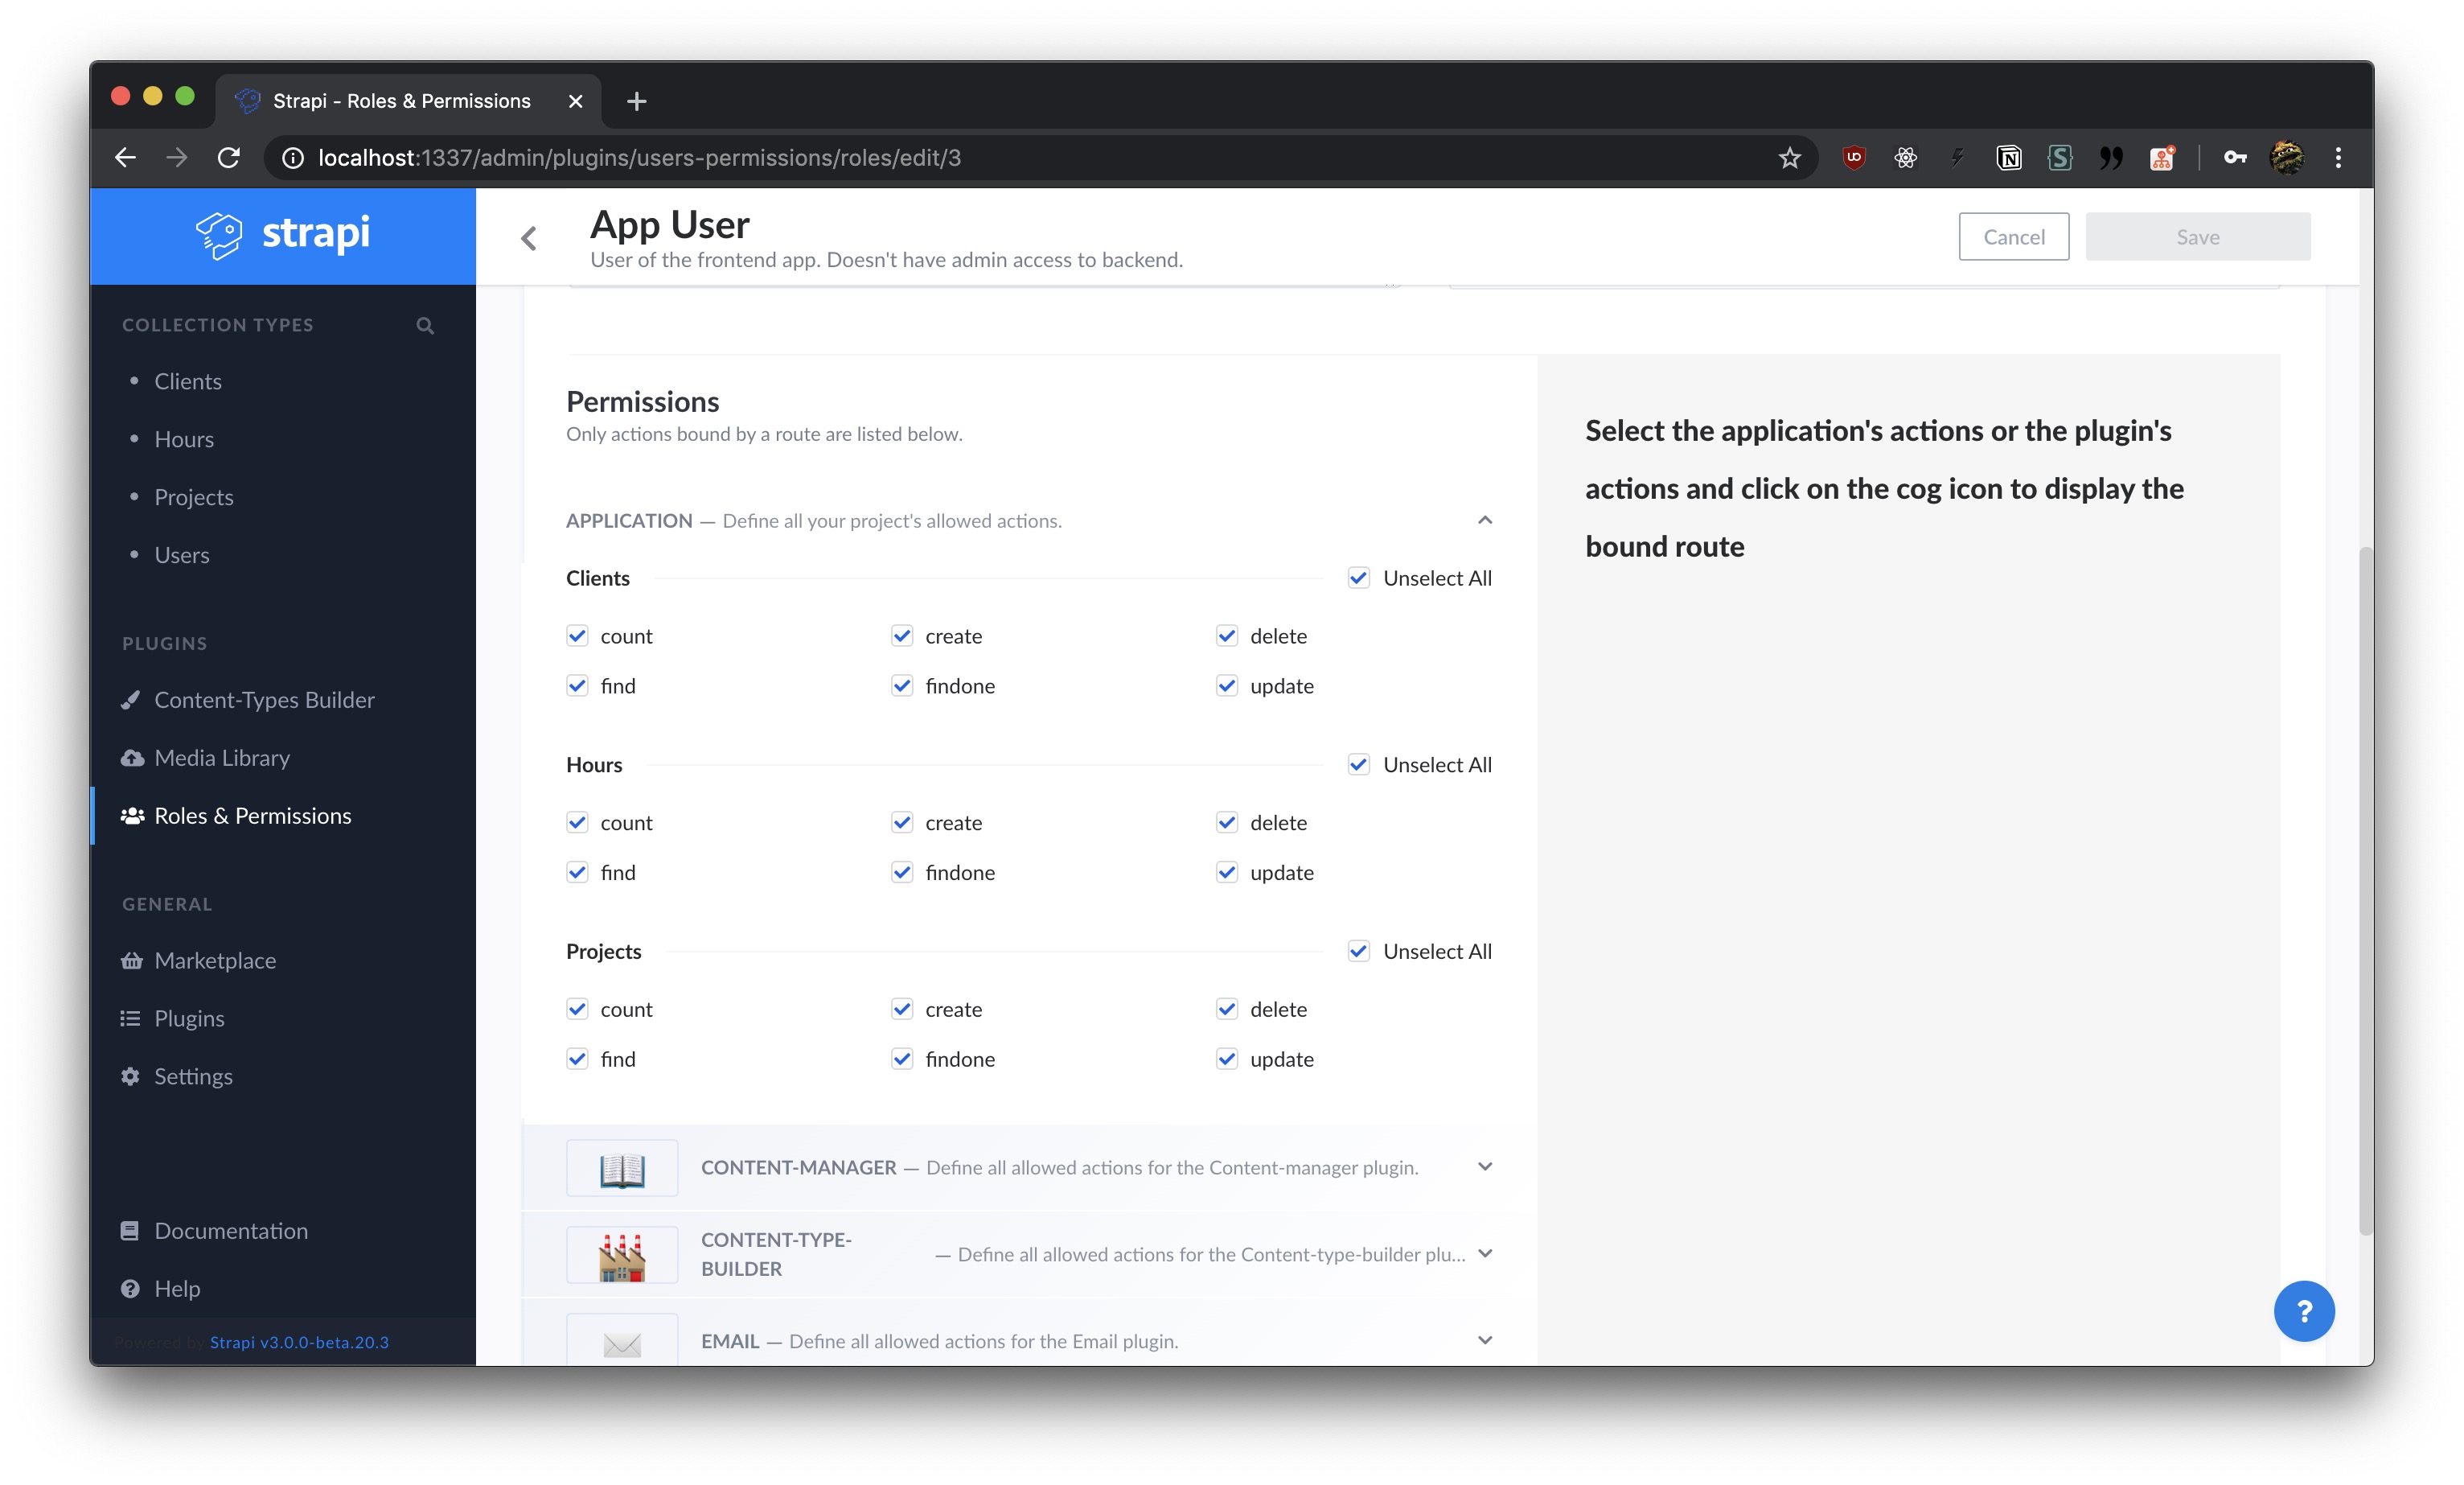 Strapi - Roles & Permissions
localhost:1337/admin/plugins/users-permissions/roles/edit/3
strapi
App User
User of the frontend app. Doesn't have admin access to backend.
Cancel
Save
COLLECTION TYPES
Clients
Hours
Projects
Users
PLUGINS
Content-Types Builder
Media Library
Roles & Permissions
GENERAL
Marketplace
Plugins
Settings
Documentation
Help
Powered by Strapi v3.0.0-beta.20.3
Permissions
Only actions bound by a route are listed below.
APPLICATION — Define all your project's allowed actions.
Clients
Unselect All
count
create
delete
find
findone
update
Hours
Unselect All
count
create
delete
find
findone
update
Projects
Unselect All
count
create
delete
find
findone
update
CONTENT-MANAGER — Define all allowed actions for the Content-manager plugin.
CONTENT-TYPE-
BUILDER
— Define all allowed actions for the Content-type-builder plu...
EMAIL — Define all allowed actions for the Email plugin.
Select the application's actions or the plugin's
actions and click on the cog icon to display the
bound route
?